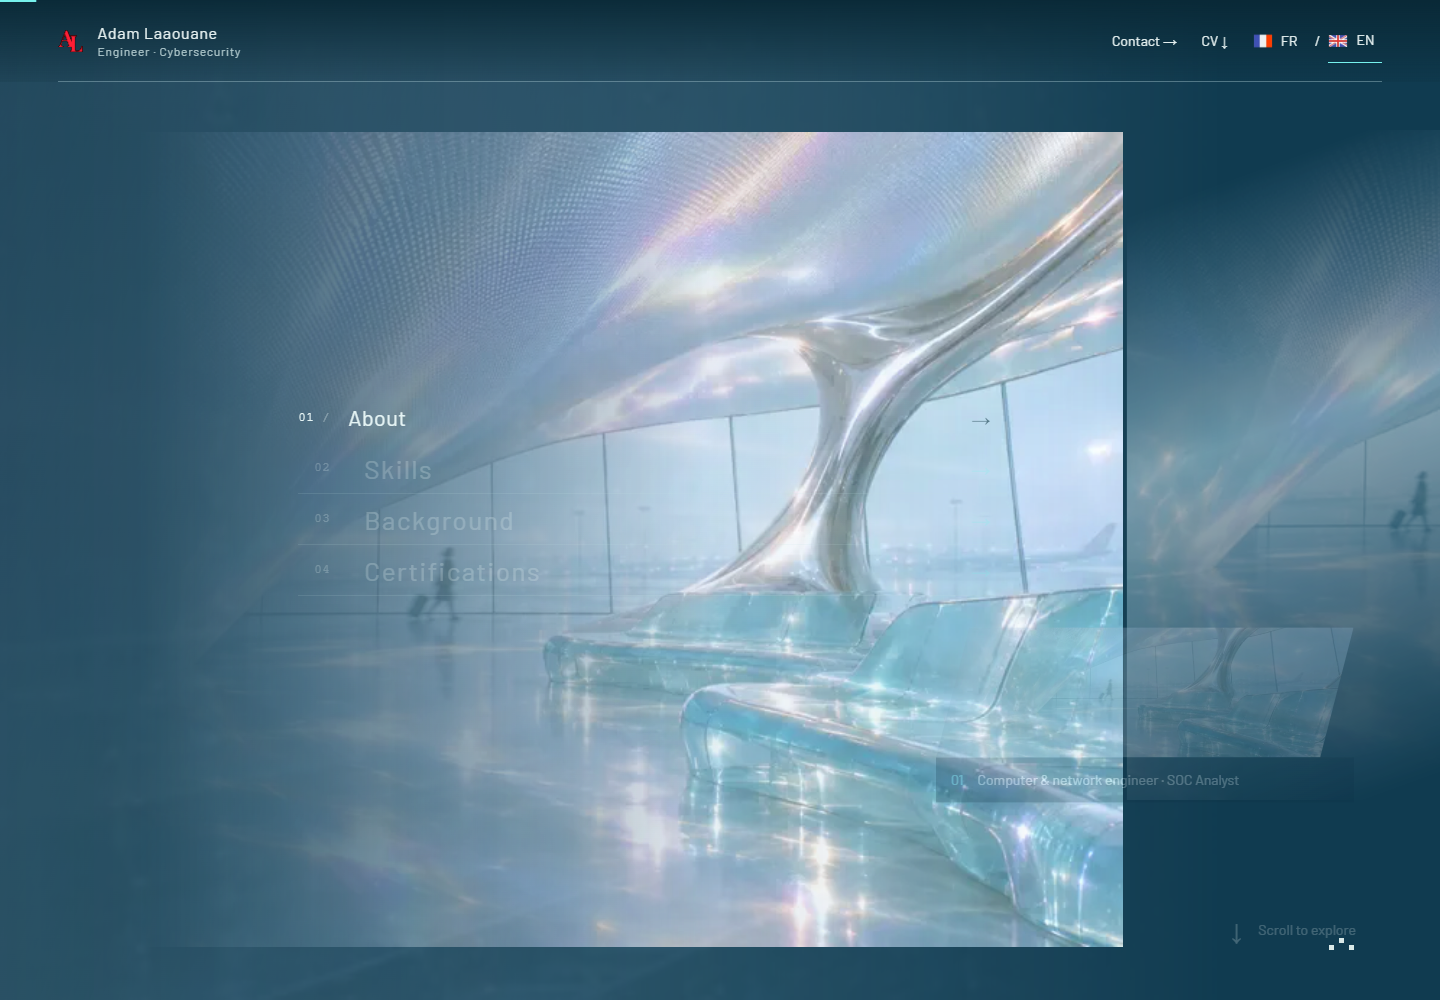 AL
Adam Laaouane
Engineer · Cybersecurity
Contact →
CV ↓
FR / EN
01 / About →
02 Skills
03 Background
04 Certifications
01 Computer & network engineer · SOC Analyst
↓ Scroll to explore